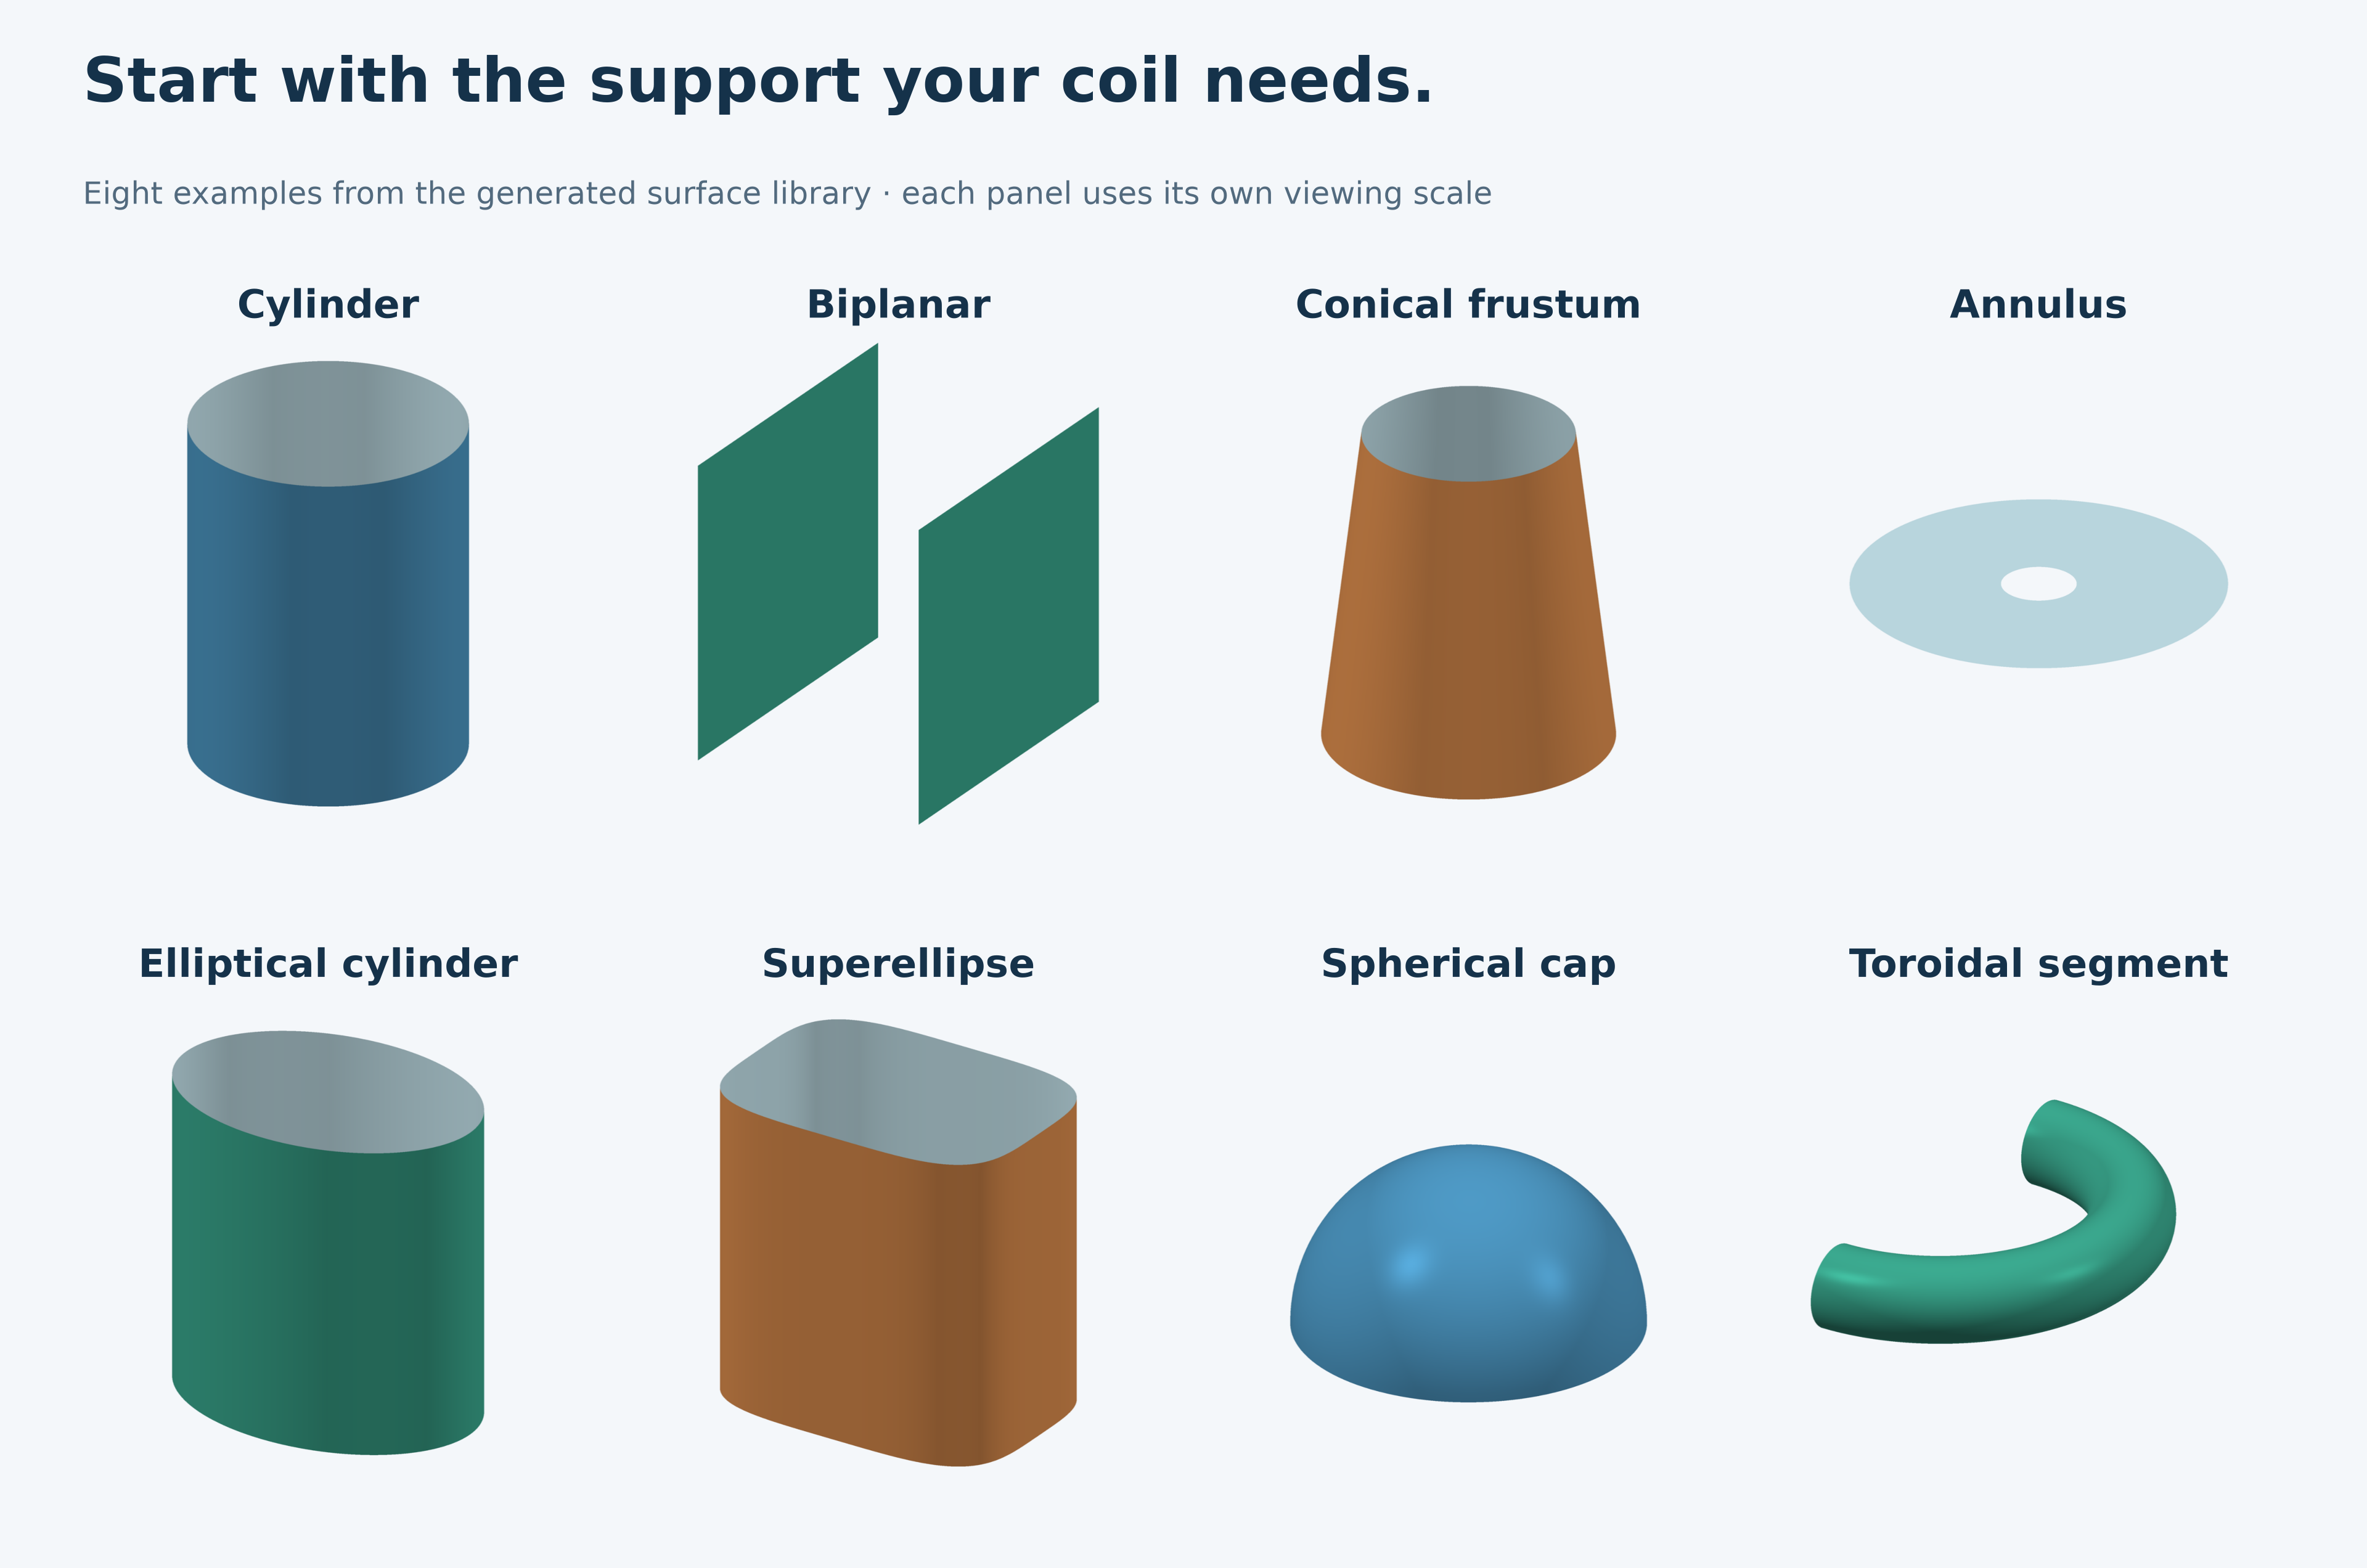 Start with the support your coil needs.
Eight examples from the generated surface library · each panel uses its own viewing scale
Cylinder
Biplanar
Conical frustum
Annulus
Elliptical cylinder
Superellipse
Spherical cap
Toroidal segment